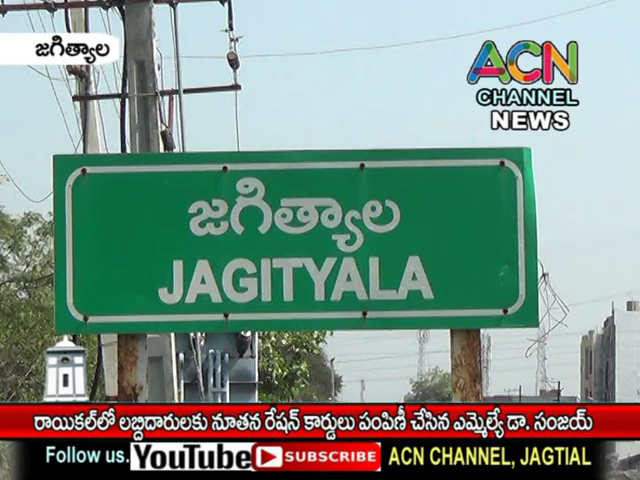 జగిత్యాల
ACN
CHANNEL
NEWS
జగిత్యాల
JAGITYALA
రాయికల్‌లో లబ్దిదారులకు నూతన రేషన్ కార్డులు పంపిణీ చేసిన ఎమ్మెల్యే డా. సంజయ్
Follow us. YouTube SUBSCRIBE ACN CHANNEL, JAGTIAL